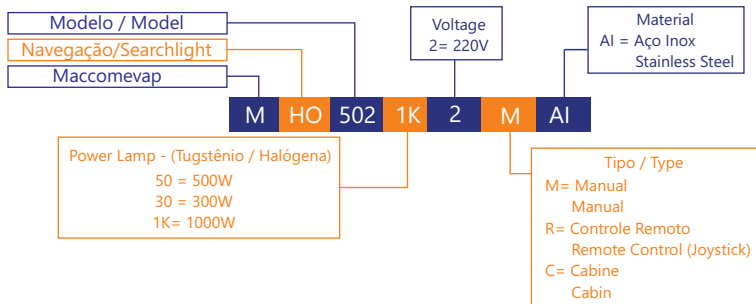 Modelo / Model
Navegação/Searchlight
Maccomevap
Voltage
2= 220V
Material
AI = Aço Inox
Stainless Steel
M HO 502 1K 2 M AI
Power Lamp - (Tugstênio / Halógena)
50 = 500W
30 = 300W
1K= 1000W
Tipo / Type
M= Manual
Manual
R= Controle Remoto
Remote Control (Joystick)
C= Cabine
Cabin